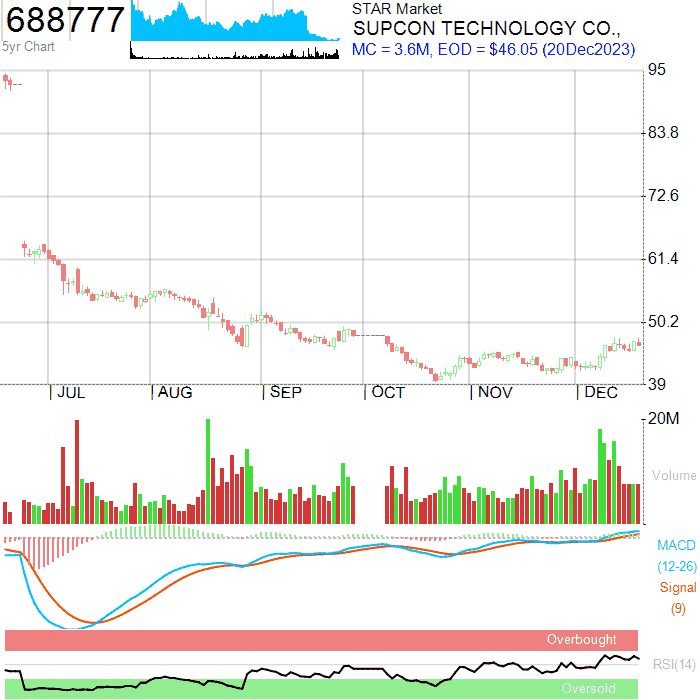 688777
STAR Market
SUPCON TECHNOLOGY CO.,
5yr Chart
MC = 3.6M, EOD = $46.05 (20Dec2023)
95
83.8
72.6
61.4
50.2
39
JUL AUG SEP OCT NOV DEC
20M
Volume
MACD
(12-26)
Signal
(9)
Overbought
RSI(14)
Oversold